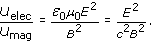 u_elec / u_mag = ε₀μ₀E² / B² = E² / c²B² .